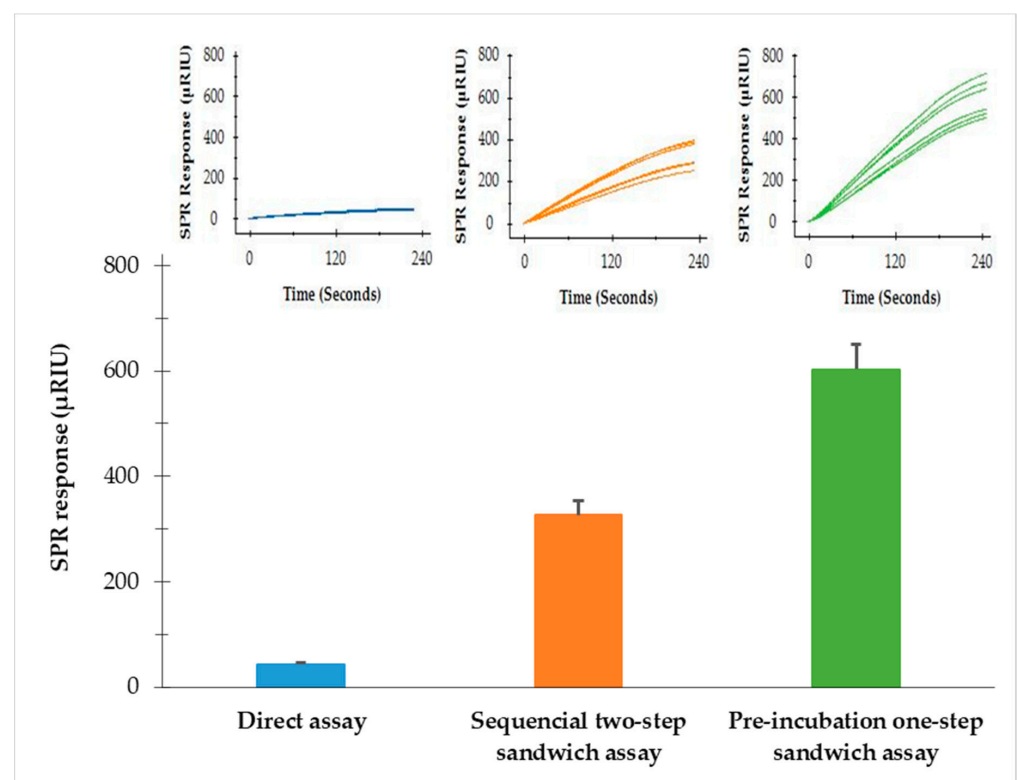 SPR Response (µRIU)
800
600
400
200
0
0 120 240
Time (Seconds)
SPR Response (µRIU)
800
600
400
200
0
0 120 240
Time (Seconds)
SPR Response (µRIU)
800
600
400
200
0
0 120 240
Time (Seconds)
SPR response (µRIU)
800
600
400
200
0
Direct assay
Sequencial two-step
sandwich assay
Pre-incubation one-step
sandwich assay